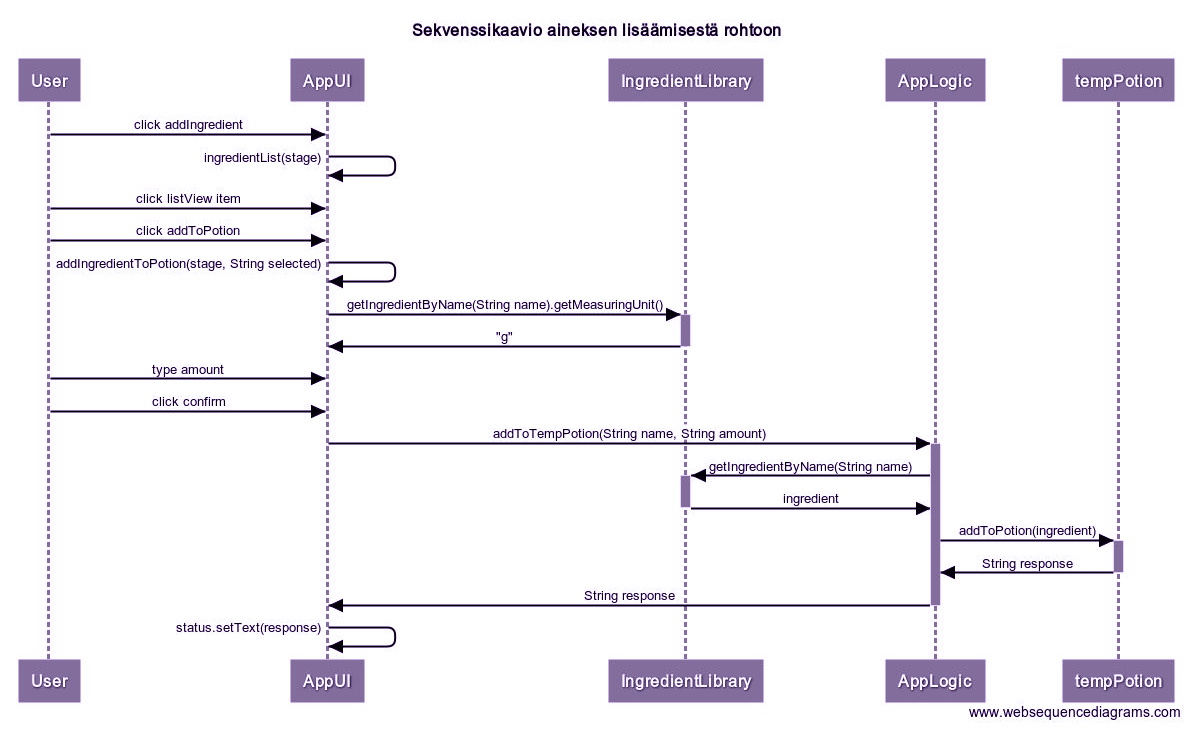 Sekvenssikaavio aineksen lisäämisestä rohtoon
User
AppUI
IngredientLibrary
AppLogic
tempPotion
click addIngredient
ingredientList(stage)
click listView item
click addToPotion
addIngredientToPotion(stage, String selected)
getIngredientByName(String name).getMeasuringUnit()
"g"
type amount
click confirm
addToTempPotion(String name, String amount)
getIngredientByName(String name)
ingredient
addToPotion(ingredient)
String response
String response
status.setText(response)
User
AppUI
IngredientLibrary
AppLogic
tempPotion
www.websequencediagrams.com